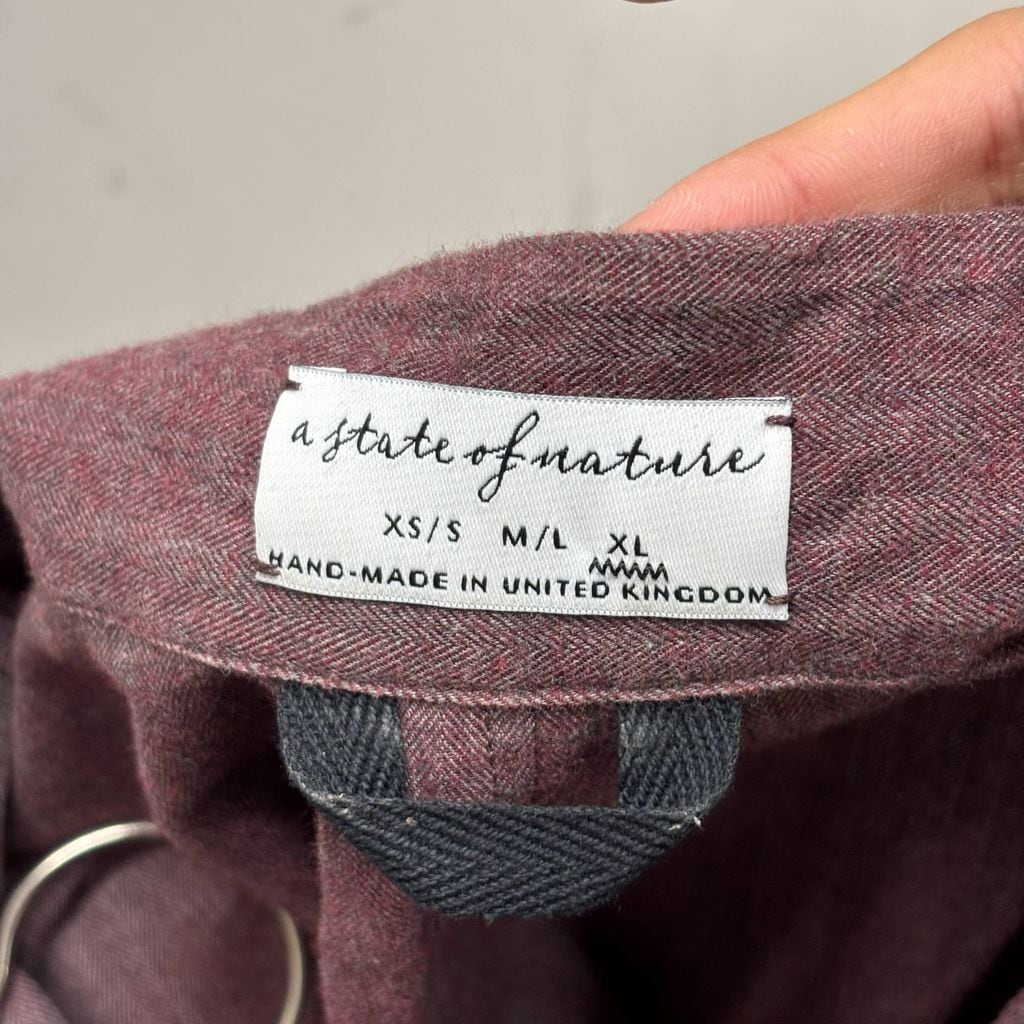 a state of nature
XS/S M/L XL
HAND-MADE IN UNITED KINGDOM